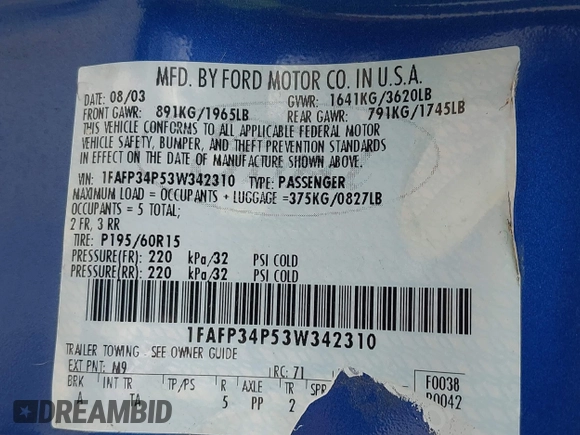 MFD. BY FORD MOTOR CO. IN U.S.A.
DATE: 08/03 GVWR: 1641KG/3620LB
FRONT GAWR: 891KG/1965LB REAR GAWR: 791KG/1745LB
THIS VEHICLE CONFORMS TO ALL APPLICABLE FEDERAL MOTOR
VEHICLE SAFETY, BUMPER, AND THEFT PREVENTION STANDARDS
IN EFFECT ON THE DATE OF MANUFACTURE SHOWN ABOVE.
VIN: 1FAFP34P53W342310 TYPE: PASSENGER
MAXIMUM LOAD = OCCUPANTS + LUGGAGE =375KG/0827LB
OCCUPANTS = 5 TOTAL;
2 FR, 3 RR
TIRE: P195/60R15
PRESSURE(FR): 220 kPa/32 PSI COLD
PRESSURE(RR): 220 kPa/32 PSI COLD
1FAFP34P53W342310
TRAILER TOWING - SEE OWNER GUIDE
EXT PNT: M9 RC: 71
BRK INT TR TP/PS R AXLE TR SPR F0038
A TA 5 PP 2 R0042
DREAMBID